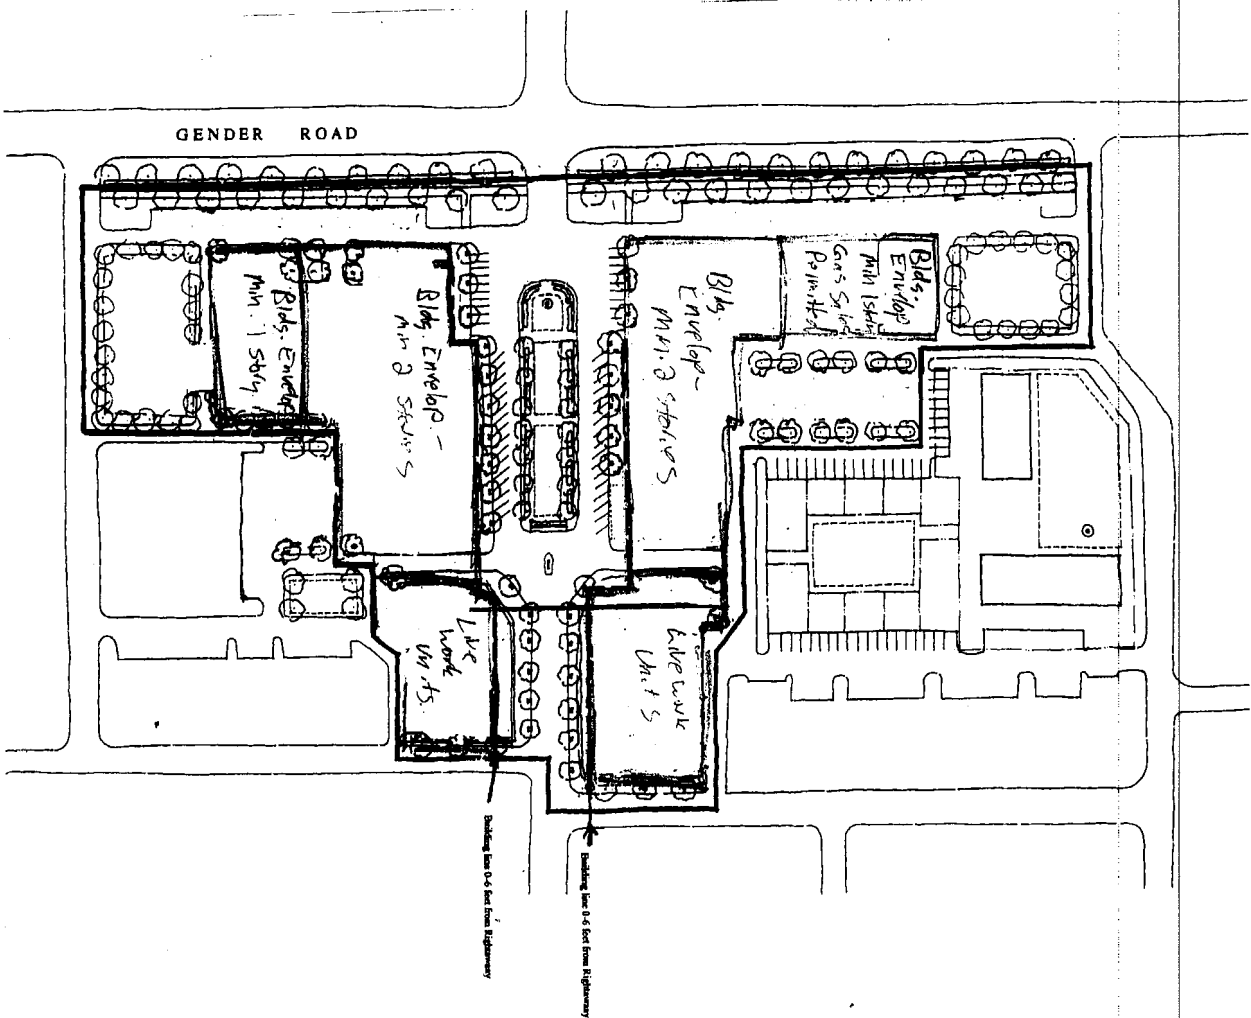 GENDER ROAD
Bldg. Envelop
Min. 1 Story
Bldg. Envelop -
Min 2 Stories
Bldg.
Envelop -
Min. 2 Stories
Bldg.
Envelop
Min 1 Story
Gas
Permitted
Live
Work
Units.
Live work
Units
Building line 0-6 feet from Rightaway
Building line 0-6 feet from Rightaway